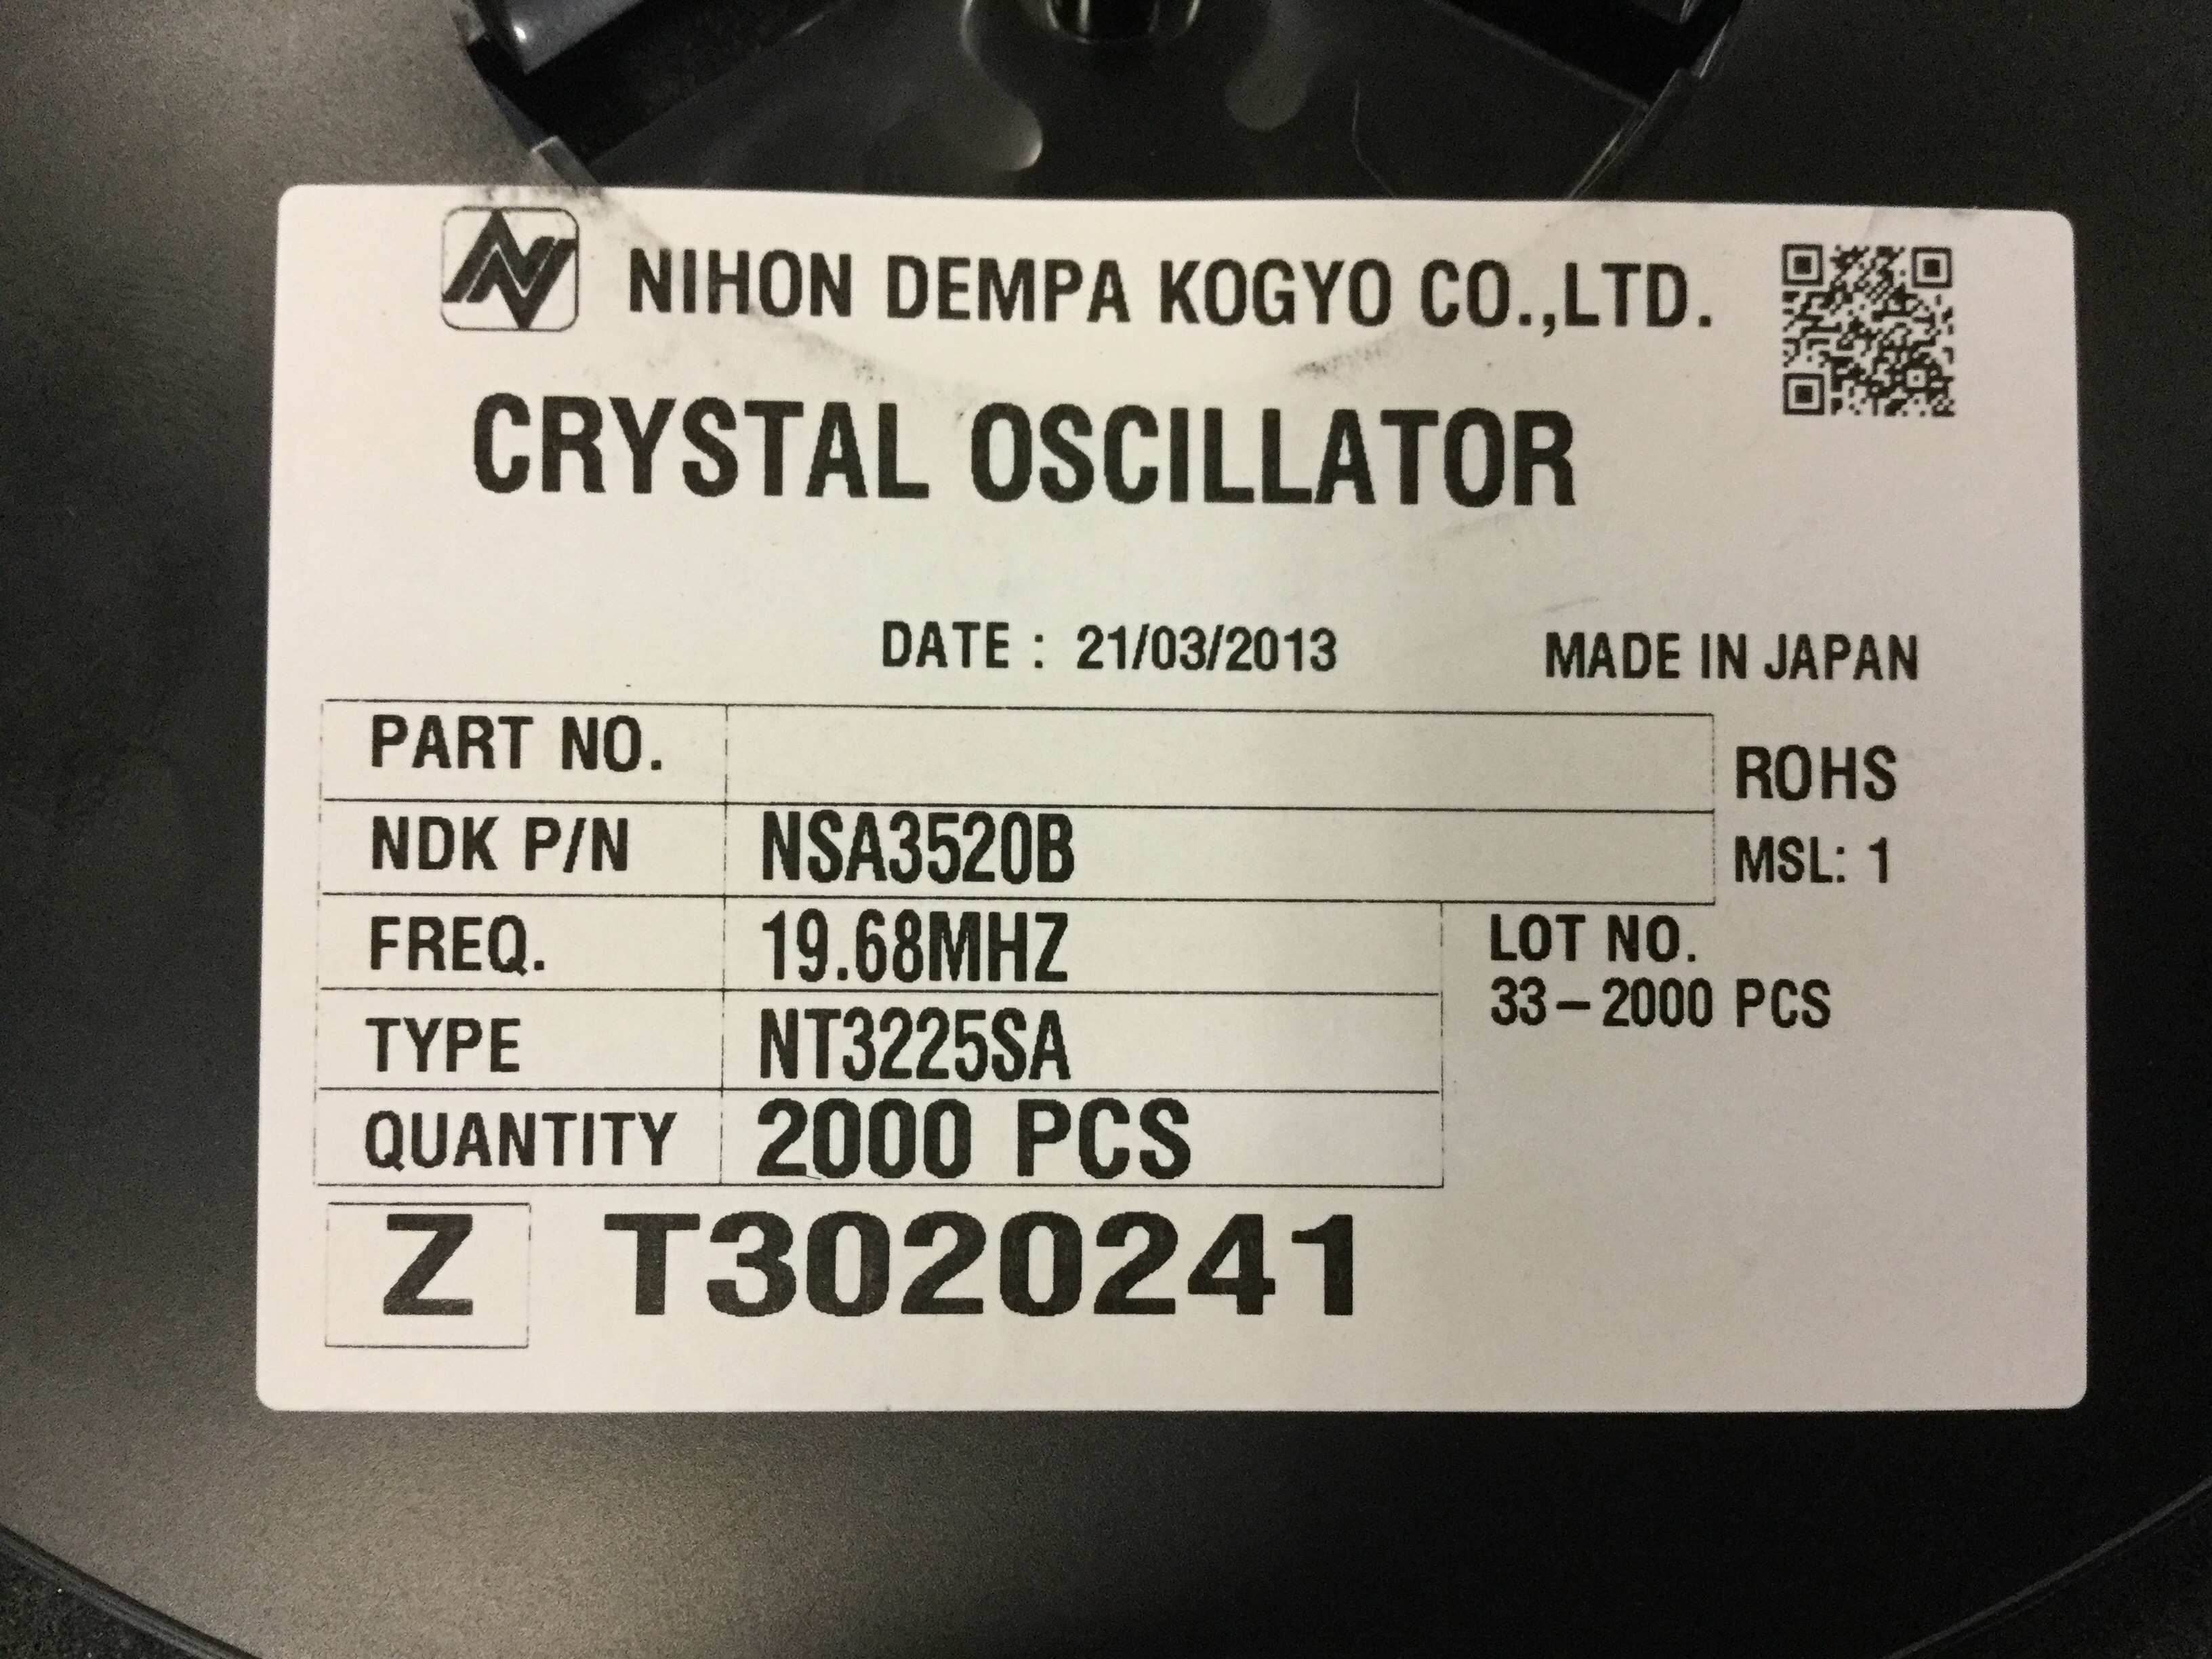 NIHON DEMPA KOGYO CO.,LTD.
CRYSTAL OSCILLATOR
DATE : 21/03/2013
MADE IN JAPAN
PART NO.
ROHS
NDK P/N NSA3520B
MSL: 1
FREQ. 19.68MHZ
LOT NO.
33-2000 PCS
TYPE NT3225SA
QUANTITY 2000 PCS
Z T3020241